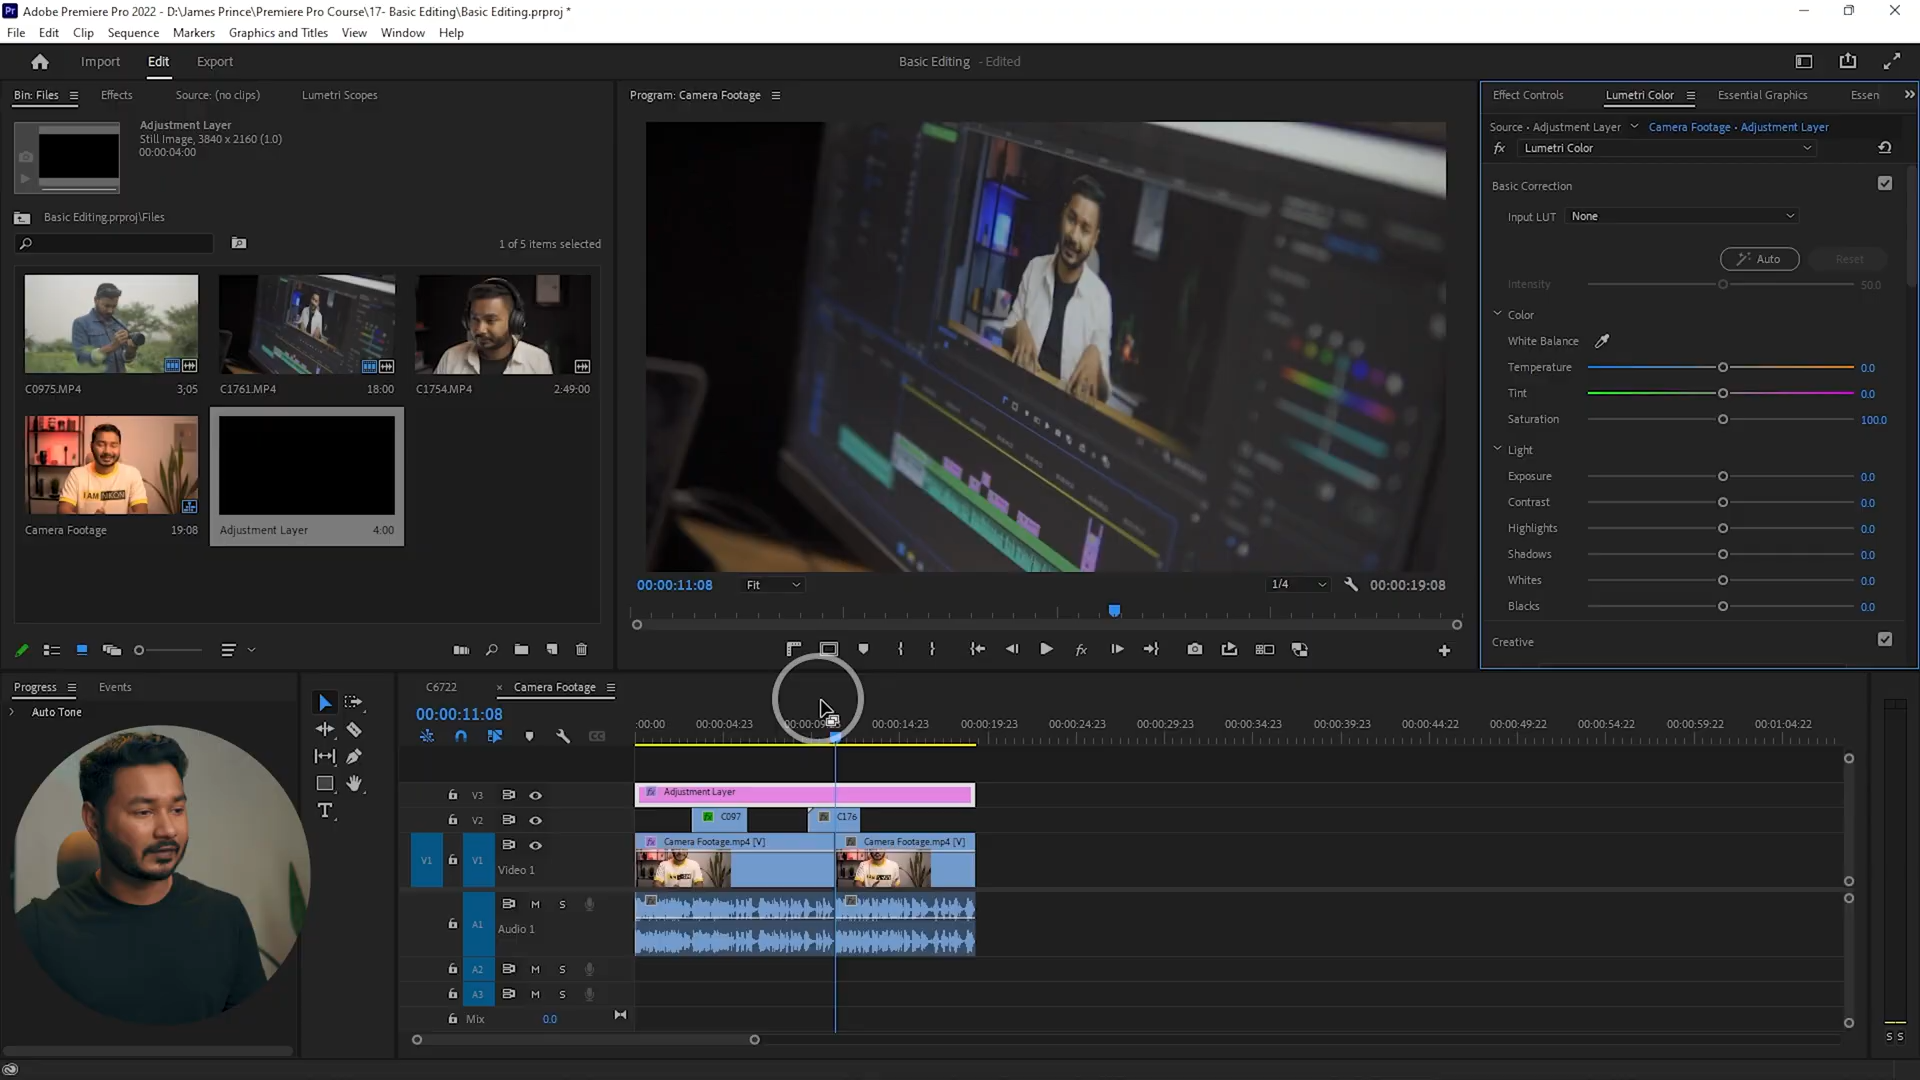 Adobe Premiere Pro 2022 - D:\James Prince\Premiere Pro Course\17- Basic Editing\Basic Editing.prproj *
File Edit Clip Sequence Markers Graphics and Titles View Window Help
Import Edit Export
Basic Editing - Edited
Bin: Files Effects Source: (no clips) Lumetri Scopes
Adjustment Layer
Still Image, 3840 x 2160 (1.0)
00:00:04:00
Basic Editing.prproj\Files
1 of 5 items selected
C0975.MP4 3;05
C1761.MP4 18:00
C1754.MP4 2:49:00
I AM NIKON
Camera Footage 19:08
Adjustment Layer 4:00
Program: Camera Footage
00:00:11:08 Fit 1/4 00:00:19:08
Effect Controls Lumetri Color Essential Graphics Essen
Source • Adjustment Layer Camera Footage • Adjustment Layer
fx Lumetri Color
Basic Correction
Input LUT None
Auto Reset
Intensity 50.0
Color
White Balance
Temperature 0.0
Tint 0.0
Saturation 100.0
Light
Exposure 0.0
Contrast 0.0
Highlights 0.0
Shadows 0.0
Whites 0.0
Blacks 0.0
Creative
Progress Events
Auto Tone
C6722 × Camera Footage
00:00:11:08
:00:00 00:00:04:23 00:00:09: 00:00:14:23 00:00:19:23 00:00:24:23 00:00:29:23 00:00:34:23 00:00:39:23 00:00:44:22 00:00:49:22 00:00:54:22 00:00:59:22 00:01:04:22
V3 fx Adjustment Layer
V2 fx C097 fx C176
V1 V1 Video 1 fx Camera Footage.mp4 [V] fx Camera Footage.mp4 [V]
A1 M S Audio 1
A2 M S
A3 M S
Mix 0.0
S S